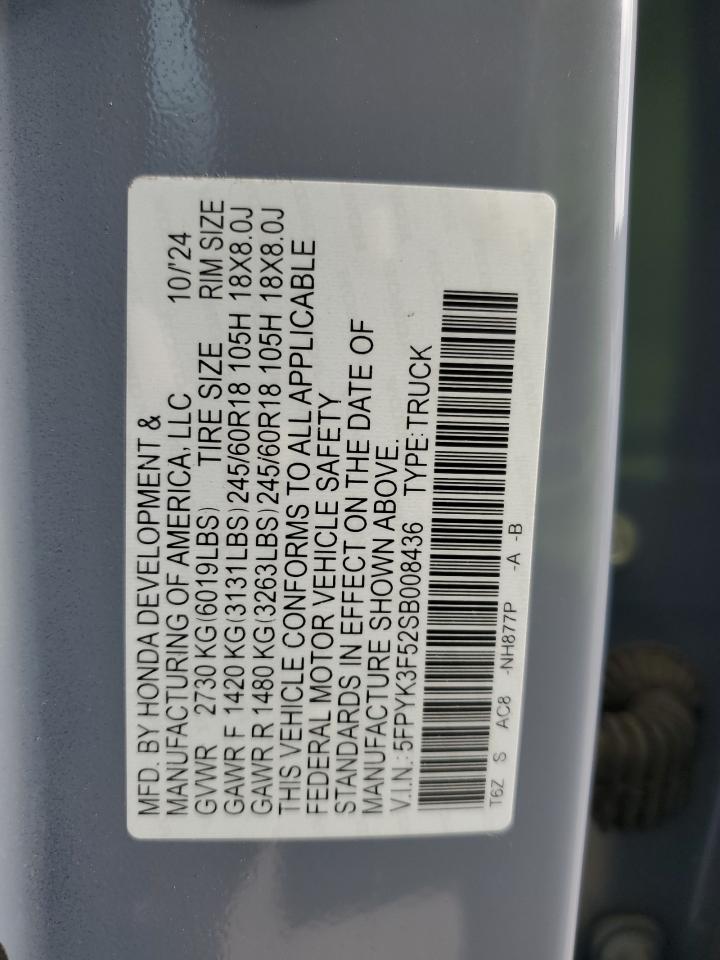 MFD. BY HONDA DEVELOPMENT &
MANUFACTURING OF AMERICA, LLC 10/'24
GVWR 2730 KG(6019LBS) TIRE SIZE RIM SIZE
GAWR F 1420 KG(3131LBS) 245/60R18 105H 18X8.0J
GAWR R 1480 KG(3263LBS) 245/60R18 105H 18X8.0J
THIS VEHICLE CONFORMS TO ALL APPLICABLE
FEDERAL MOTOR VEHICLE SAFETY
STANDARDS IN EFFECT ON THE DATE OF
MANUFACTURE SHOWN ABOVE.
V.I.N.: 5FPYK3F52SB008436 TYPE:TRUCK
T6Z S AC8 -NH877P -A -B